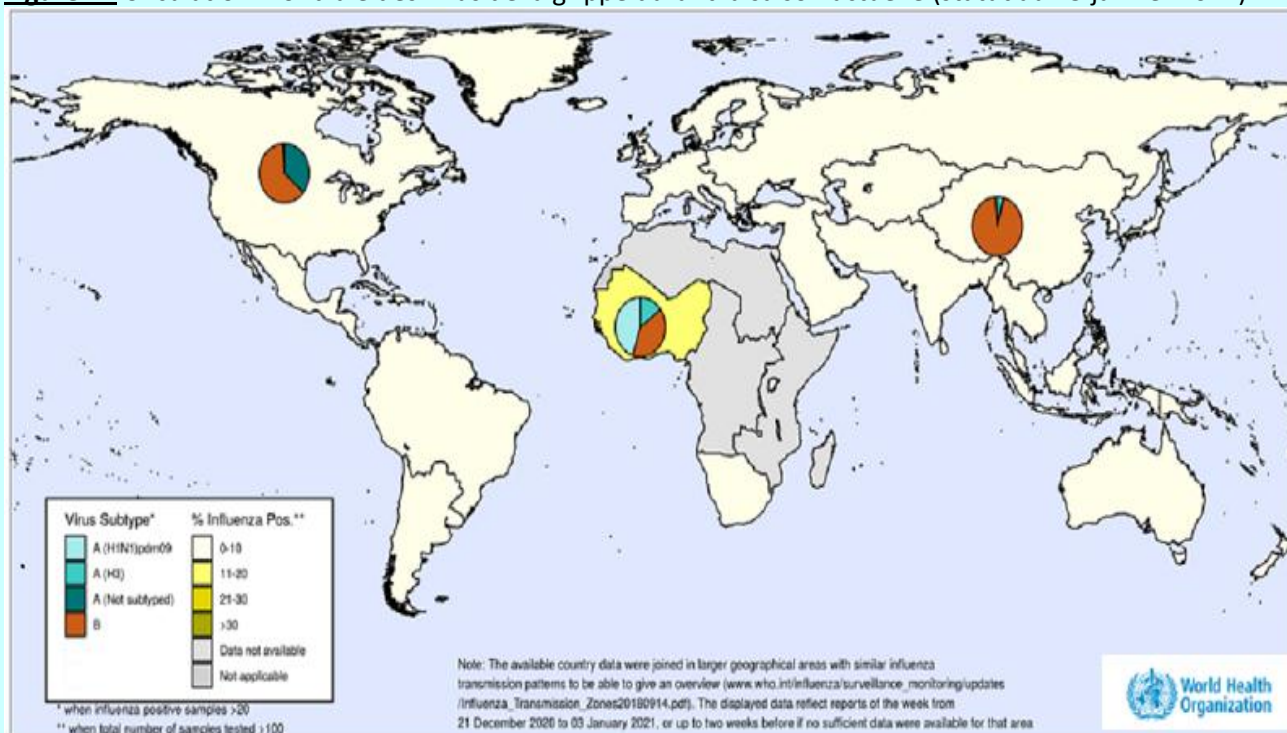 Virus Subtype*
% Influenza Pos.**
A (H1N1)pdm09
A (H3)
A (Not subtyped)
B
0-10
11-20
21-30
>30
Data not available
Not applicable
* when influenza positive samples >20
** when total number of samples tested >100
Note: The available country data were joined in larger geographical areas with similar influenza
transmission patterns to be able to give an overview (www.who.int/influenza/surveillance_monitoring/updates
/Influenza_Transmission_Zones20180914.pdf). The displayed data reflect reports of the week from
21 December 2020 to 03 January 2021, or up to two weeks before if no sufficient data were available for that area
World Health
Organization